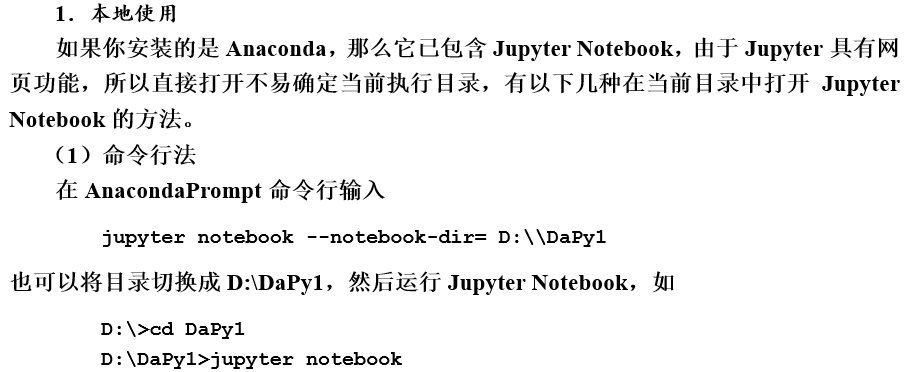 1．本地使用
如果你安装的是 Anaconda，那么它已包含 Jupyter Notebook，由于 Jupyter 具有网
页功能，所以直接打开不易确定当前执行目录，有以下几种在当前目录中打开 Jupyter
Notebook 的方法。
（1）命令行法
在 AnacondaPrompt 命令行输入
jupyter notebook --notebook-dir= D:\\DaPy1
也可以将目录切换成 D:\DaPy1，然后运行 Jupyter Notebook，如
D:\>cd DaPy1
D:\DaPy1>jupyter notebook